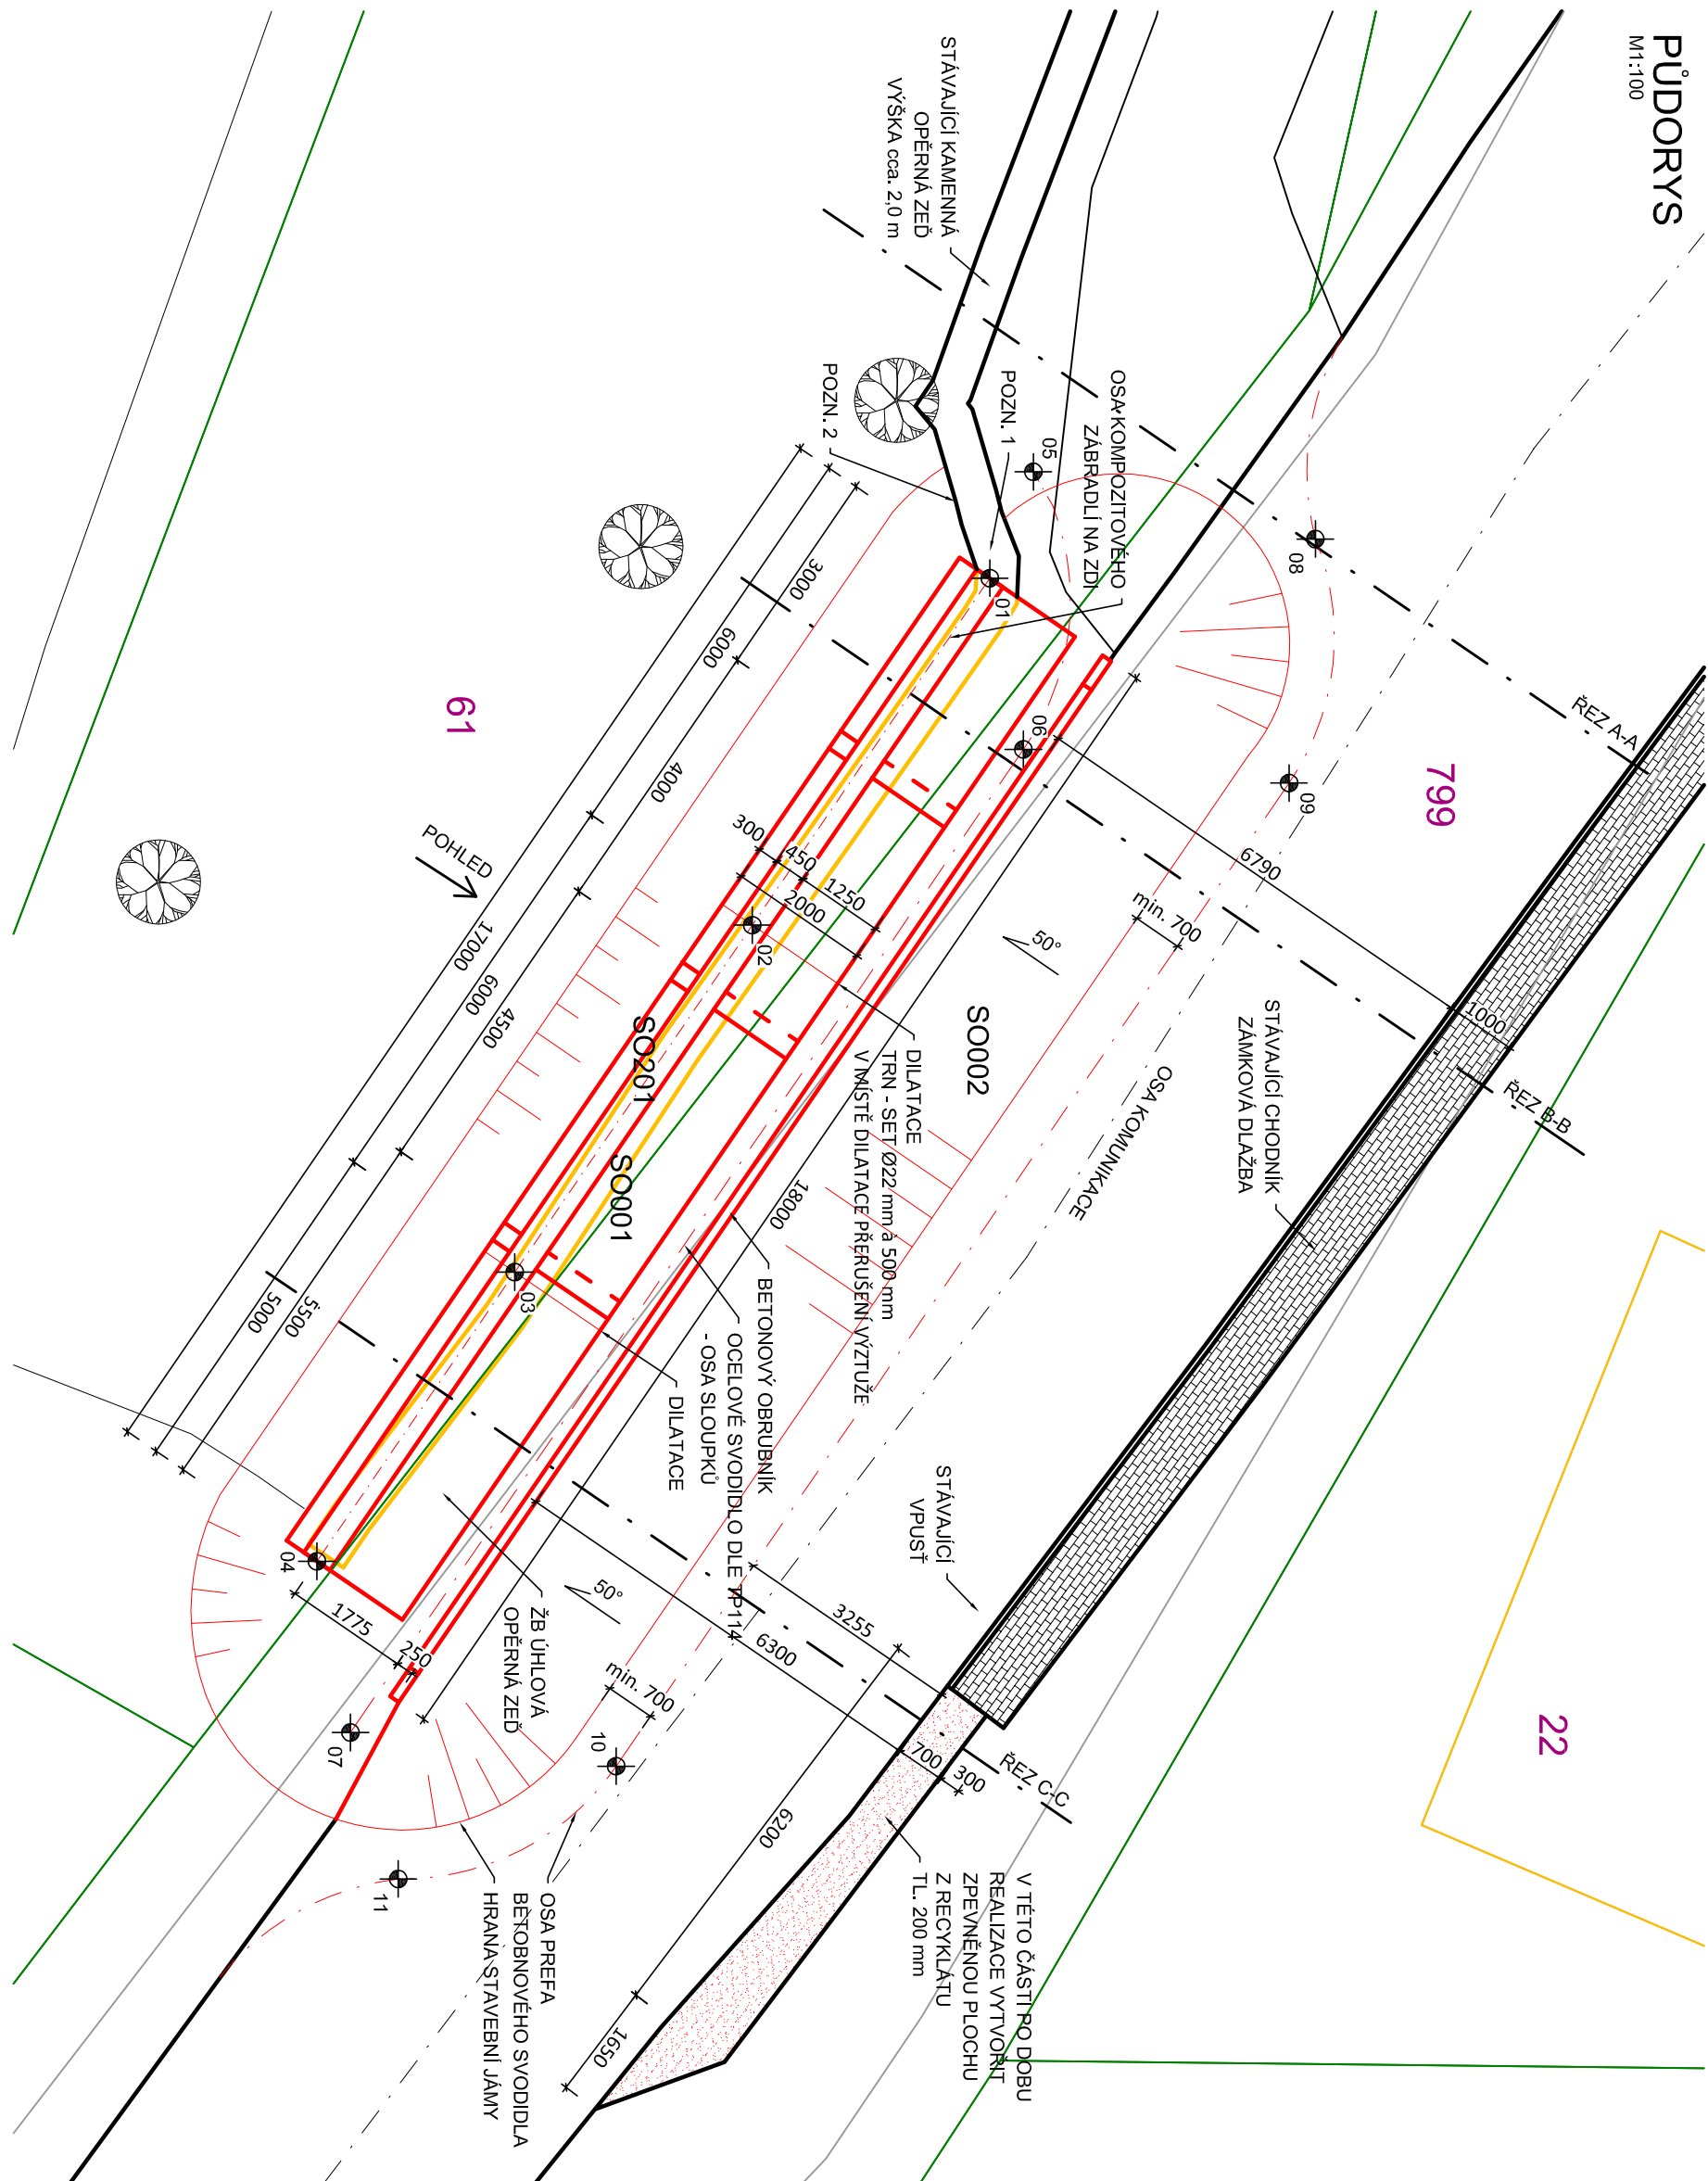 PŮDORYS
M1:100
STÁVAJÍCÍ KAMENNÁ
OPĚRNÁ ZEĎ
VÝŠKA cca. 2,0 m
OSA KOMPOZITOVÉHO
ZÁBRADLÍ NA ZDI
POZN. 1
POZN. 2
05
08
01
06
09
ŘEZ A-A
799
61
3000
6000
4000
6790
min. 700
300
450
1250
2000
02
POHLED
17000
6000
4500
50°
1000
ŘEZ B-B
STÁVAJÍCÍ CHODNÍK
ZÁMKOVÁ DLAŽBA
SO002
OSA KOMUNIKACE
DILATACE
TRN - SET Ø22 mm à 500 mm
V MÍSTĚ DILATACE PŘERUŠENÍ VÝZTUŽE
SO201
SO001
18000
BETONOVÝ OBRUBNÍK
OCELOVÉ SVODIDLO DLE TP114
- OSA SLOUPKŮ
DILATACE
03
5500
5000
STÁVAJÍCÍ
VPUSŤ
04
1775
250
50°
ŽB ÚHLOVÁ
OPĚRNÁ ZEĎ
3255
6300
min. 700
07
10
700
300
ŘEZ C-C
22
6200
1650
11
V TÉTO ČÁSTI PO DOBU
REALIZACE VYTVOŘIT
ZPEVNĚNOU PLOCHU
Z RECYKLÁTU
TL. 200 mm
OSA PREFA
BETOBNOVÉHO SVODIDLA
HRANA STAVEBNÍ JÁMY